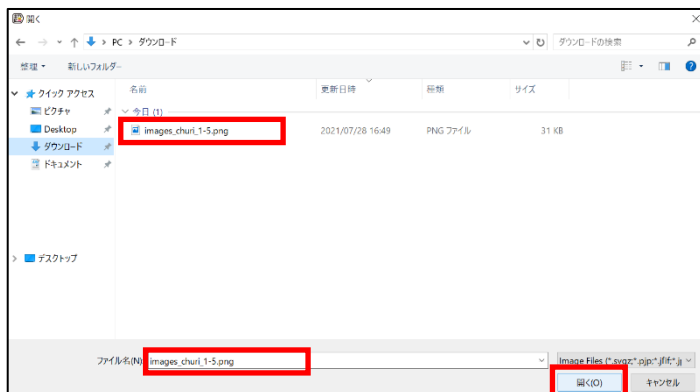 開く
PC > ダウンロード
ダウンロードの検索
整理
新しいフォルダー
名前
更新日時
種類
サイズ
クイック アクセス
今日 (1)
ピクチャ
images_churi_1-5.png
2021/07/28 16:49
PNG ファイル
31 KB
Desktop
ダウンロード
ドキュメント
デスクトップ
ファイル名(N):
images_churi_1-5.png
Image Files (*.svgz;*.pjp;*.jfif;*.j
開く(O)
キャンセル